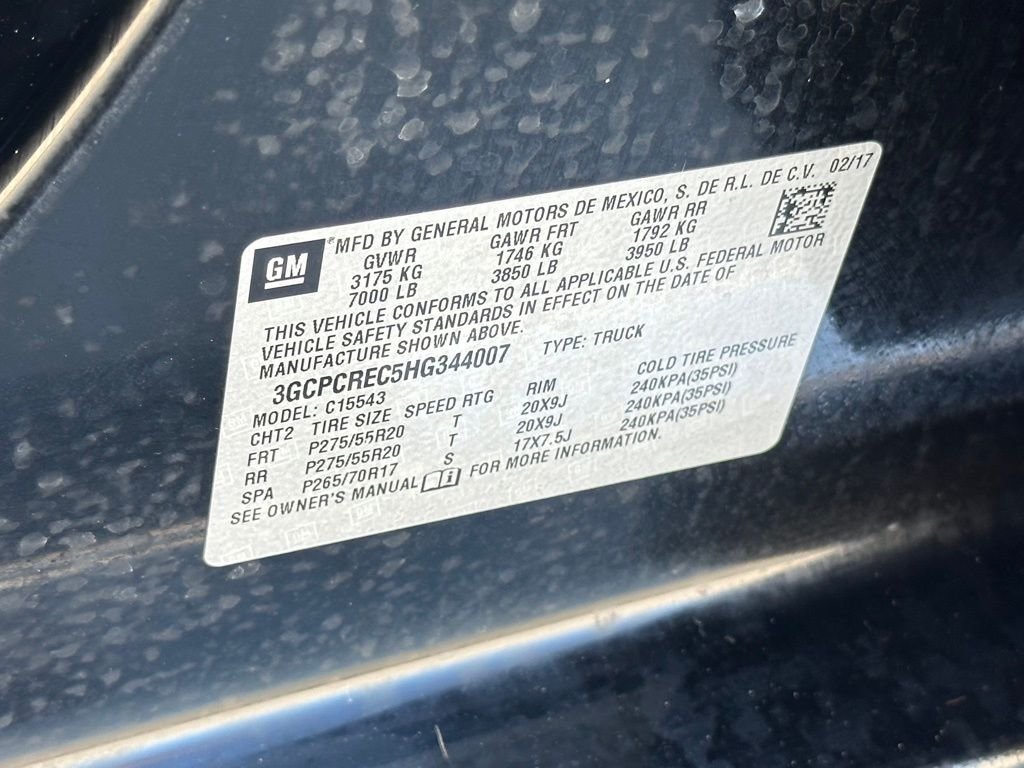 GM
MFD BY GENERAL MOTORS DE MEXICO, S. DE R.L. DE C.V. 02/17
GVWR GAWR FRT GAWR RR
3175 KG 1746 KG 1792 KG
7000 LB 3850 LB 3950 LB
THIS VEHICLE CONFORMS TO ALL APPLICABLE U.S. FEDERAL MOTOR
VEHICLE SAFETY STANDARDS IN EFFECT ON THE DATE OF
MANUFACTURE SHOWN ABOVE.
3GCPCREC5HG344007 TYPE: TRUCK
MODEL: C15543
CHT2 TIRE SIZE SPEED RTG RIM COLD TIRE PRESSURE
FRT P275/55R20 T 20X9J 240KPA(35PSI)
RR P275/55R20 T 20X9J 240KPA(35PSI)
SPA P265/70R17 S 17X7.5J 240KPA(35PSI)
SEE OWNER'S MANUAL FOR MORE INFORMATION.